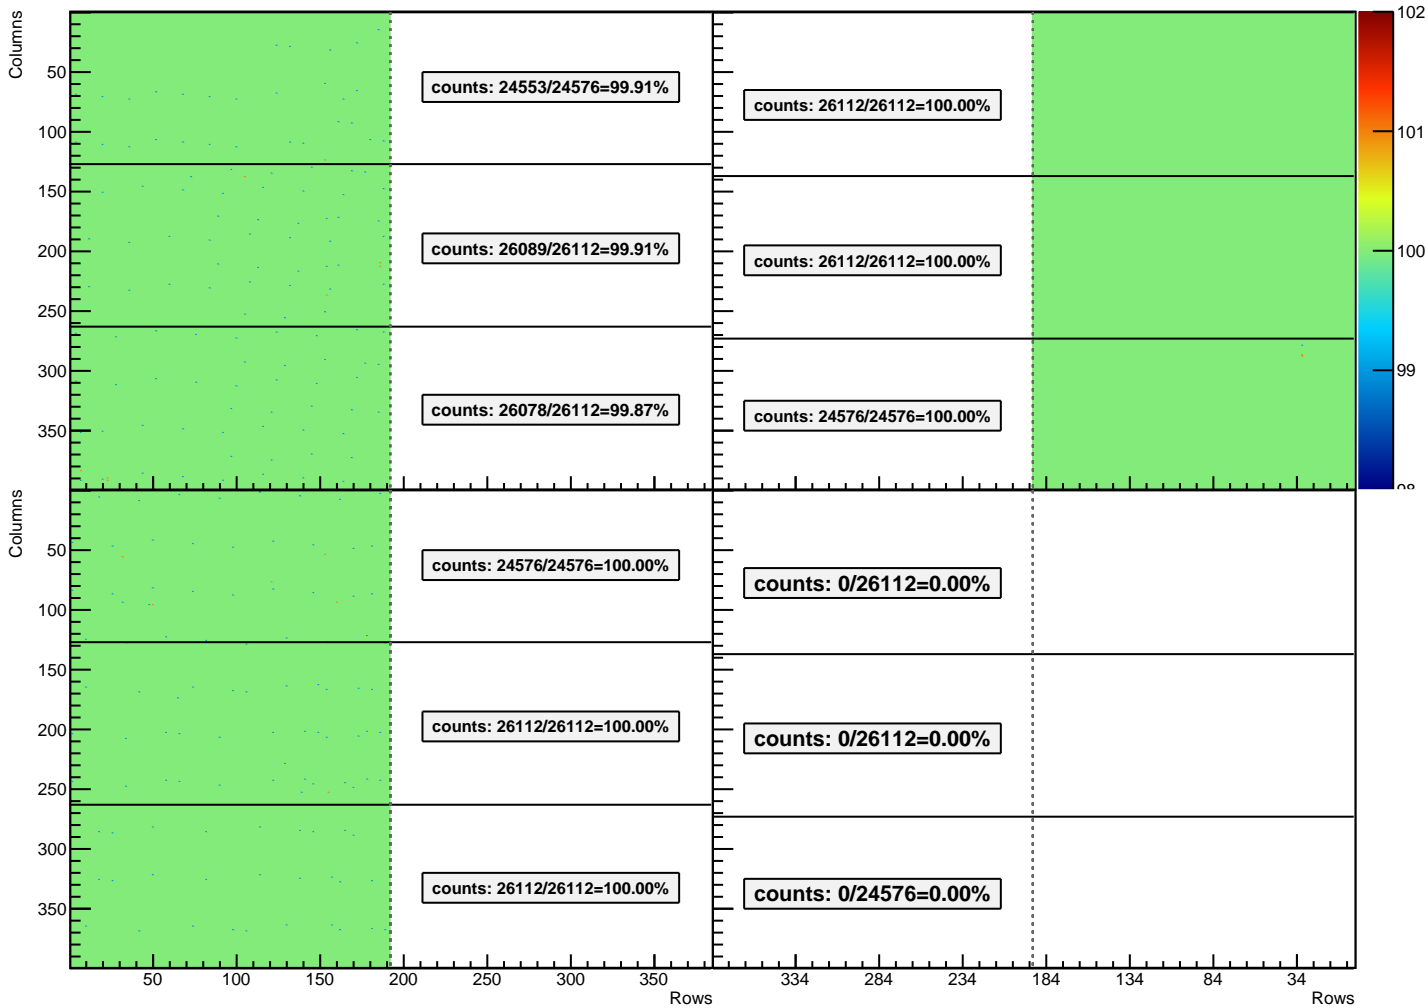 Columns
50
100
150
200
250
300
350
counts: 24553/24576=99.91%
counts: 26089/26112=99.91%
counts: 26078/26112=99.87%
counts: 26112/26112=100.00%
counts: 26112/26112=100.00%
counts: 24576/24576=100.00%
102
101
100
99
98
Columns
50
100
150
200
250
300
350
counts: 24576/24576=100.00%
counts: 26112/26112=100.00%
counts: 26112/26112=100.00%
counts: 0/26112=0.00%
counts: 0/26112=0.00%
counts: 0/24576=0.00%
50 100 150 200 250 300 350
Rows
334 284 234 184 134 84 34
Rows